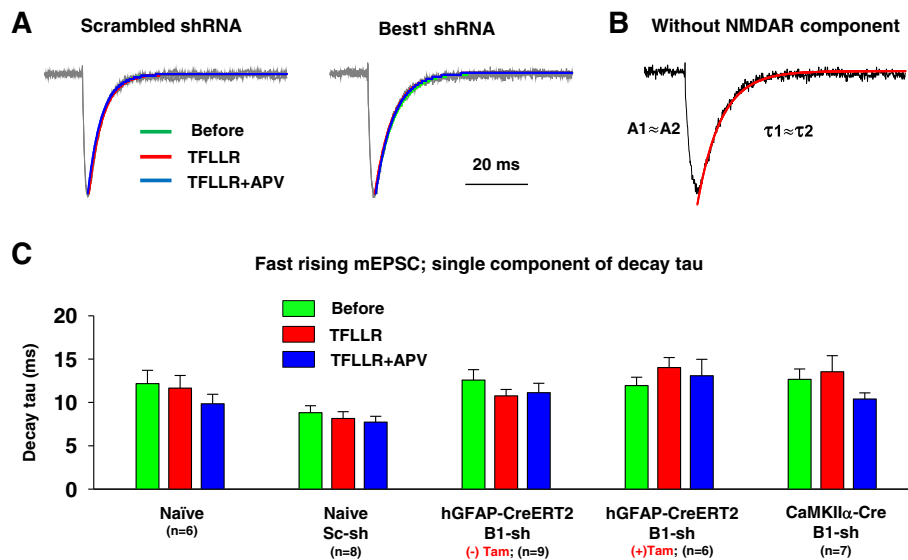 A
Scrambled shRNA
Best1 shRNA
Before
TFLLR
TFLLR+APV
20 ms
B
Without NMDAR component
A1≈A2
τ1≈τ2
C
Fast rising mEPSC; single component of decay tau
Before
TFLLR
TFLLR+APV
Decay tau (ms)
20
15
10
5
0
Naïve
(n=6)
Naive
Sc-sh
(n=8)
hGFAP-CreERT2
B1-sh
(-) Tam; (n=9)
hGFAP-CreERT2
B1-sh
(+)Tam; (n=6)
CaMKIIα-Cre
B1-sh
(n=7)